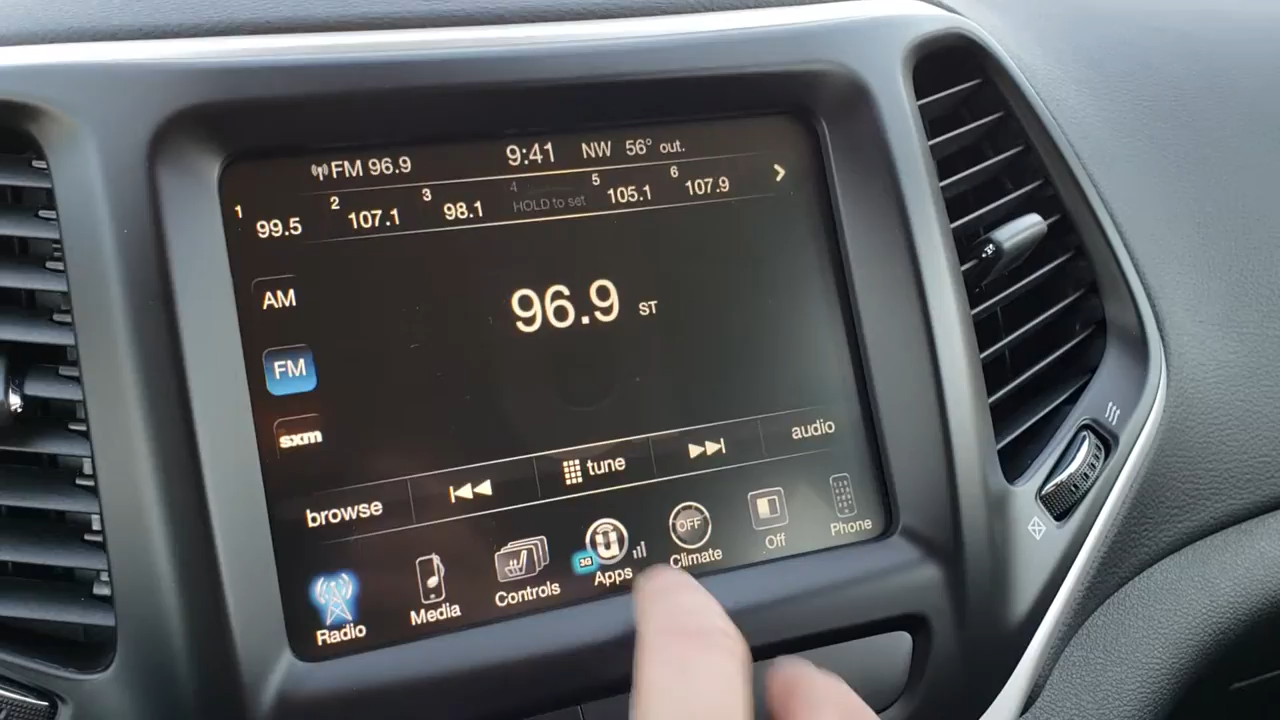 FM 96.9 9:41 NW 56° out.
1 99.5 2 107.1 3 98.1 4 HOLD to set 5 105.1 6 107.9
AM
96.9 ST
FM
sxm
browse tune audio
OFF
3G
Radio Media Controls Apps Climate Off Phone